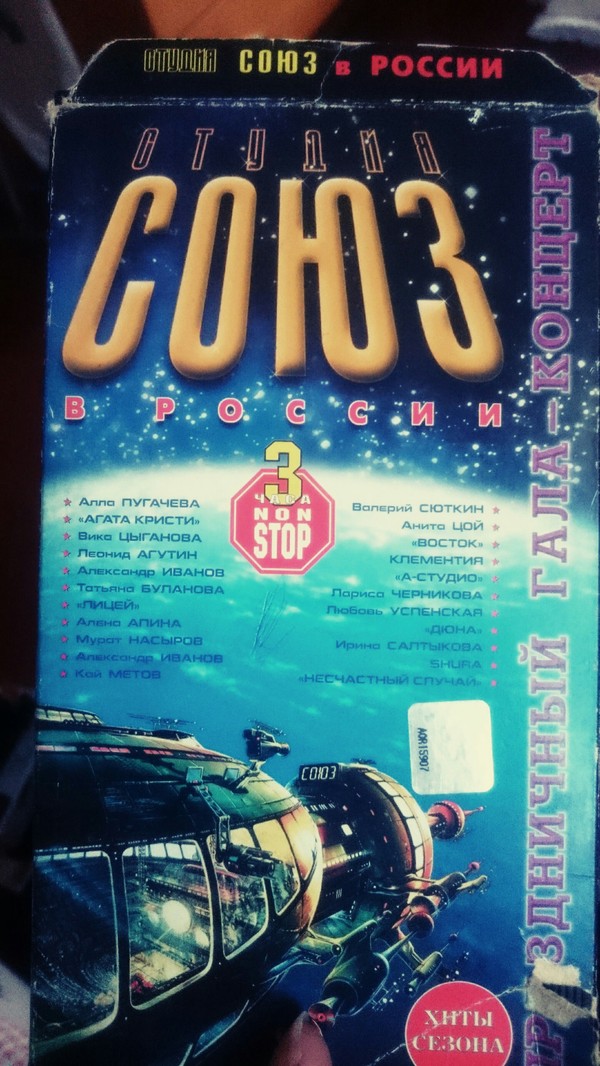 СТУДИЯ СОЮЗ в РОССИИ
СТУДИЯ
СОЮЗ
В РОССИИ
3
ЧАСА
NON
STOP
Алла ПУГАЧЕВА
«АГАТА КРИСТИ»
Вика ЦЫГАНОВА
Леонид АГУТИН
Александр ИВАНОВ
Татьяна БУЛАНОВА
«ЛИЦЕЙ»
Алена АПИНА
Мурат НАСЫРОВ
Александр ИВАНОВ
Кай МЕТОВ
Валерий СЮТКИН
Анита ЦОЙ
«ВОСТОК»
КЛЕМЕНТИЯ
«А-СТУДИО»
Лариса ЧЕРНИКОВА
Любовь УСПЕНСКАЯ
«ДЮНА»
Ирина САЛТЫКОВА
SHURA
«НЕСЧАСТНЫЙ СЛУЧАЙ»
ПРАЗДНИЧНЫЙ ГАЛА-КОНЦЕРТ
A0R15907
СОЮЗ
ХИТЫ
СЕЗОНА